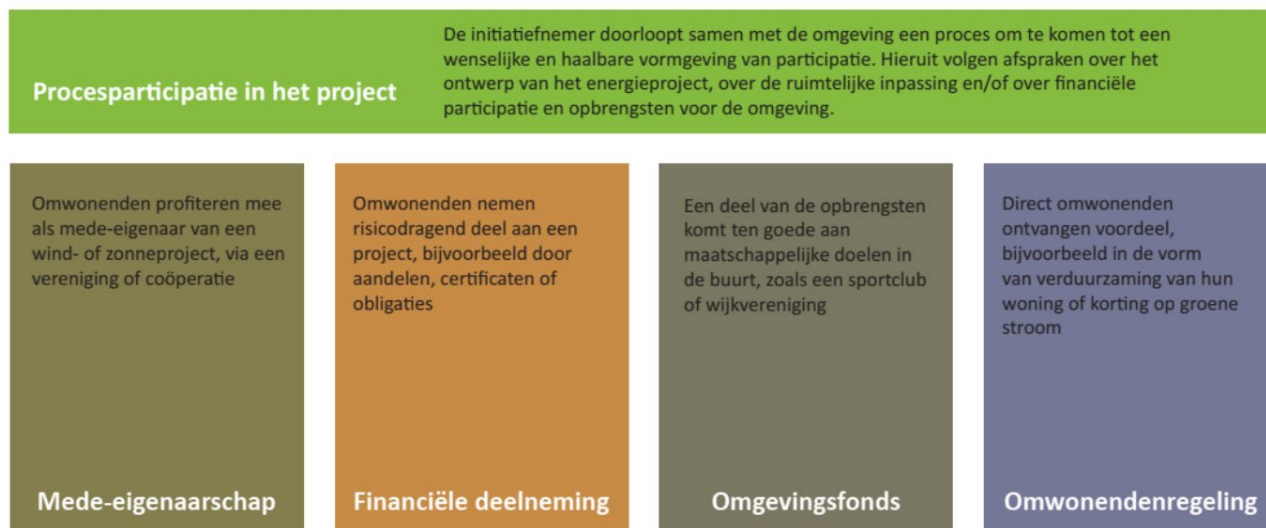 Procesparticipatie in het project
De initiatiefnemer doorloopt samen met de omgeving een proces om te komen tot een
wenselijke en haalbare vormgeving van participatie. Hieruit volgen afspraken over het
ontwerp van het energieproject, over de ruimtelijke inpassing en/of over financiële
participatie en opbrengsten voor de omgeving.
Omwonenden profiteren mee
als mede-eigenaar van een
wind- of zonneproject, via een
vereniging of coöperatie
Mede-eigenaarschap
Omwonenden nemen
risicodragend deel aan een
project, bijvoorbeeld door
aandelen, certificaten of
obligaties
Financiële deelneming
Een deel van de opbrengsten
komt ten goede aan
maatschappelijke doelen in
de buurt, zoals een sportclub
of wijkvereniging
Omgevingsfonds
Direct omwonenden
ontvangen voordeel,
bijvoorbeeld in de vorm
van verduurzaming van hun
woning of korting op groene
stroom
Omwonendenregeling